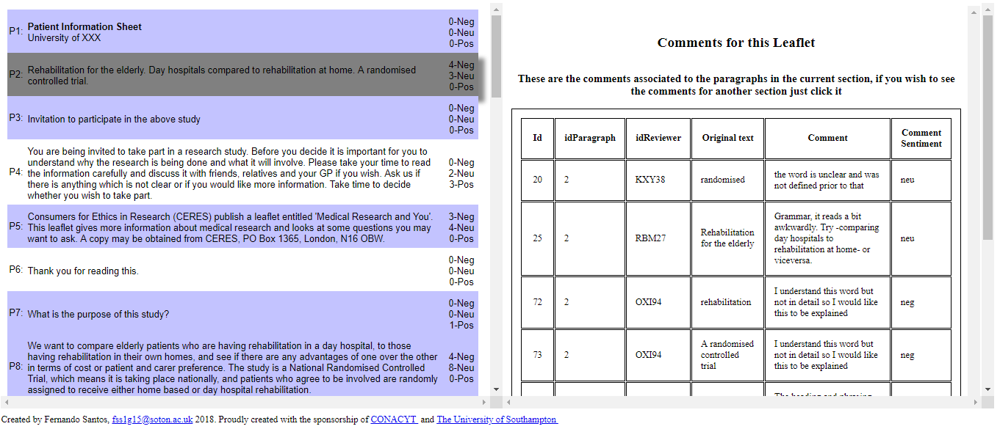 P1: Patient Information Sheet
University of XXX
0-Neg
0-Neu
0-Pos
P2: Rehabilitation for the elderly. Day hospitals compared to rehabilitation at home. A randomised
controlled trial.
4-Neg
3-Neu
0-Pos
P3: Invitation to participate in the above study
0-Neg
0-Neu
0-Pos
P4: You are being invited to take part in a research study. Before you decide it is important for you to
understand why the research is being done and what it will involve. Please take your time to read
the information carefully and discuss it with friends, relatives and your GP if you wish. Ask us if
there is anything which is not clear or if you would like more information. Take time to decide
whether you wish to take part.
0-Neg
2-Neu
3-Pos
P5: Consumers for Ethics in Research (CERES) publish a leaflet entitled 'Medical Research and You'.
This leaflet gives more information about medical research and looks at some questions you may
want to ask. A copy may be obtained from CERES, PO Box 1365, London, N16 OBW.
3-Neg
4-Neu
0-Pos
P6: Thank you for reading this.
0-Neg
0-Neu
0-Pos
P7: What is the purpose of this study?
0-Neg
0-Neu
1-Pos
P8: We want to compare elderly patients who are having rehabilitation in a day hospital, to those
having rehabilitation in their own homes, and see if there are any advantages of one over the other
in terms of cost or patient and carer preference. The study is a National Randomised Controlled
Trial, which means it is taking place nationally, and patients who agree to be involved are randomly
assigned to receive either home based or day hospital rehabilitation.
4-Neg
8-Neu
0-Pos
Comments for this Leaflet
These are the comments associated to the paragraphs in the current section, if you wish to see
the comments for another section just click it
Id idParagraph idReviewer Original text Comment Comment
Sentiment
20 2 KXY38 randomised the word is unclear and was
not defined prior to that
neu
25 2 RBM27 Rehabilitation
for the elderly
Grammar, it reads a bit
awkwardly. Try -comparing
day hospitals to
rehabilitation at home- or
viceversa.
neu
72 2 OXI94 rehabilitation I understand this word but
not in detail so I would like
this to be explained
neg
73 2 OXI94 A randomised
controlled
trial
I understand this word but
not in detail so I would like
this to be explained
neg
Created by Fernando Santos, fss1g15@soton.ac.uk 2018. Proudly created with the sponsorship of CONACYT and The University of Southampton